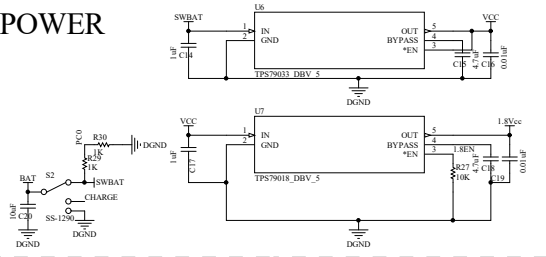 POWER
SWBAT
U6
VCC
1
IN
OUT
5
2
GND
BYPASS
4
*EN
3
1uF
C14
C15
4.7uF
C16
0.01uF
TPS79033_DBV_5
DGND
VCC
U7
1.8Vcc
1
IN
OUT
5
2
GND
BYPASS
4
*EN
3
1.8EN
1uF
C17
R27
10K
4.7uF
C18
C19
0.01uF
TPS79018_DBV_5
DGND
PC0
R30
1K
DGND
R29
1K
BAT
S2
SWBAT
CHARGE
10uF
C20
SS-1290
DGND
DGND